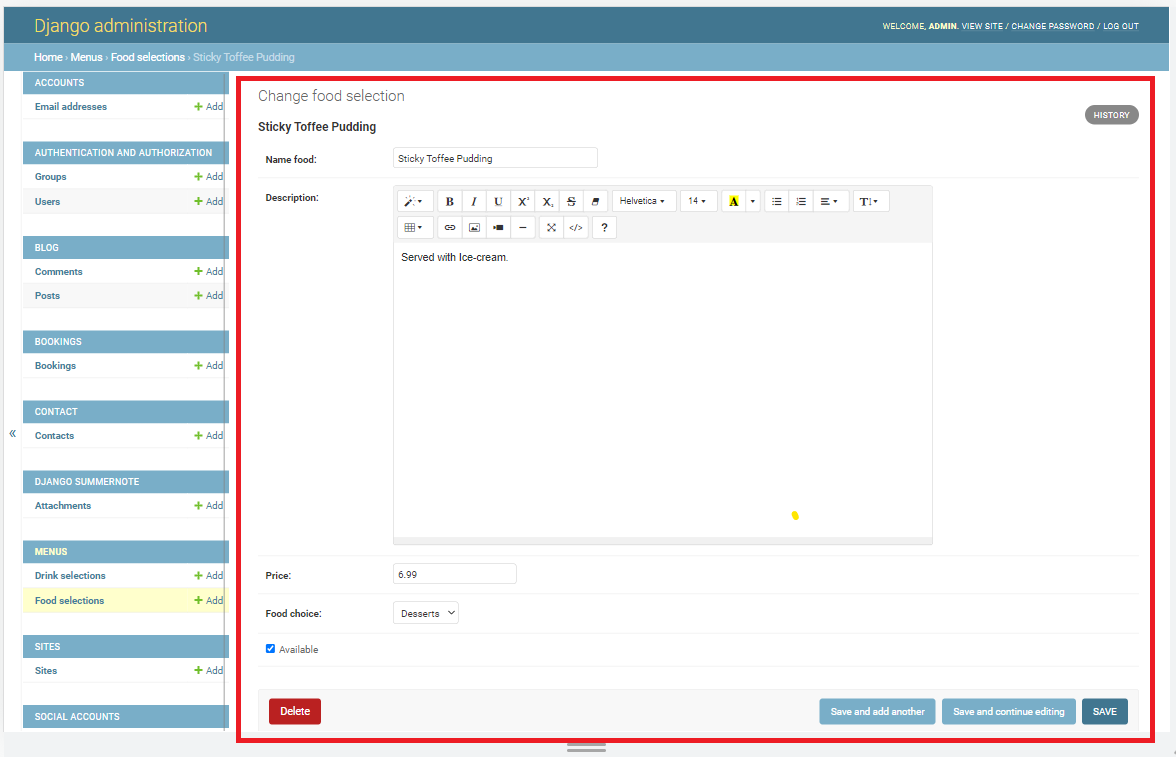 Django administration
WELCOME, ADMIN. VIEW SITE / CHANGE PASSWORD / LOG OUT
Home › Menus › Food selections › Sticky Toffee Pudding
ACCOUNTS
Email addresses + Add
AUTHENTICATION AND AUTHORIZATION
Groups + Add
Users + Add
BLOG
Comments + Add
Posts + Add
BOOKINGS
Bookings + Add
CONTACT
Contacts + Add
«
DJANGO SUMMERNOTE
Attachments + Add
MENUS
Drink selections + Add
Food selections + Add
SITES
Sites + Add
SOCIAL ACCOUNTS
Change food selection
HISTORY
Sticky Toffee Pudding
Name food: Sticky Toffee Pudding
Description:
B I U X² X₂ S Helvetica 14 A T!
</> ?
Served with Ice-cream.
Price: 6.99
Food choice: Desserts
Available
Delete Save and add another Save and continue editing SAVE